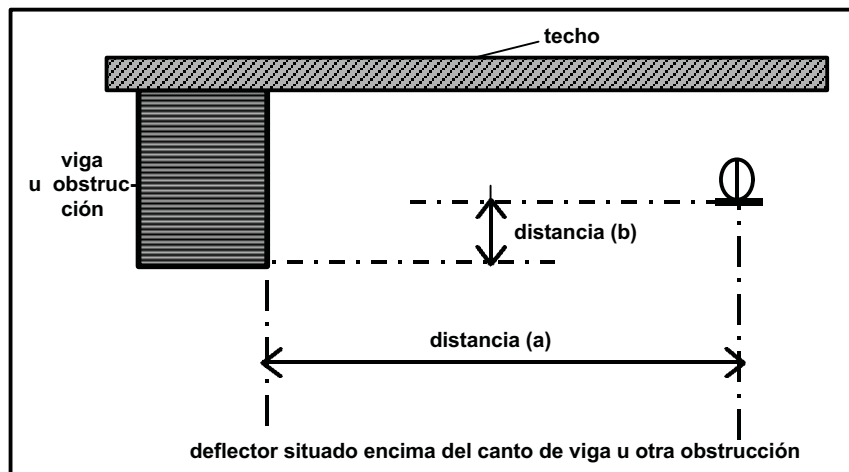 techo
viga
u obstruc-
ción
distancia (b)
distancia (a)
deflector situado encima del canto de viga u otra obstrucción